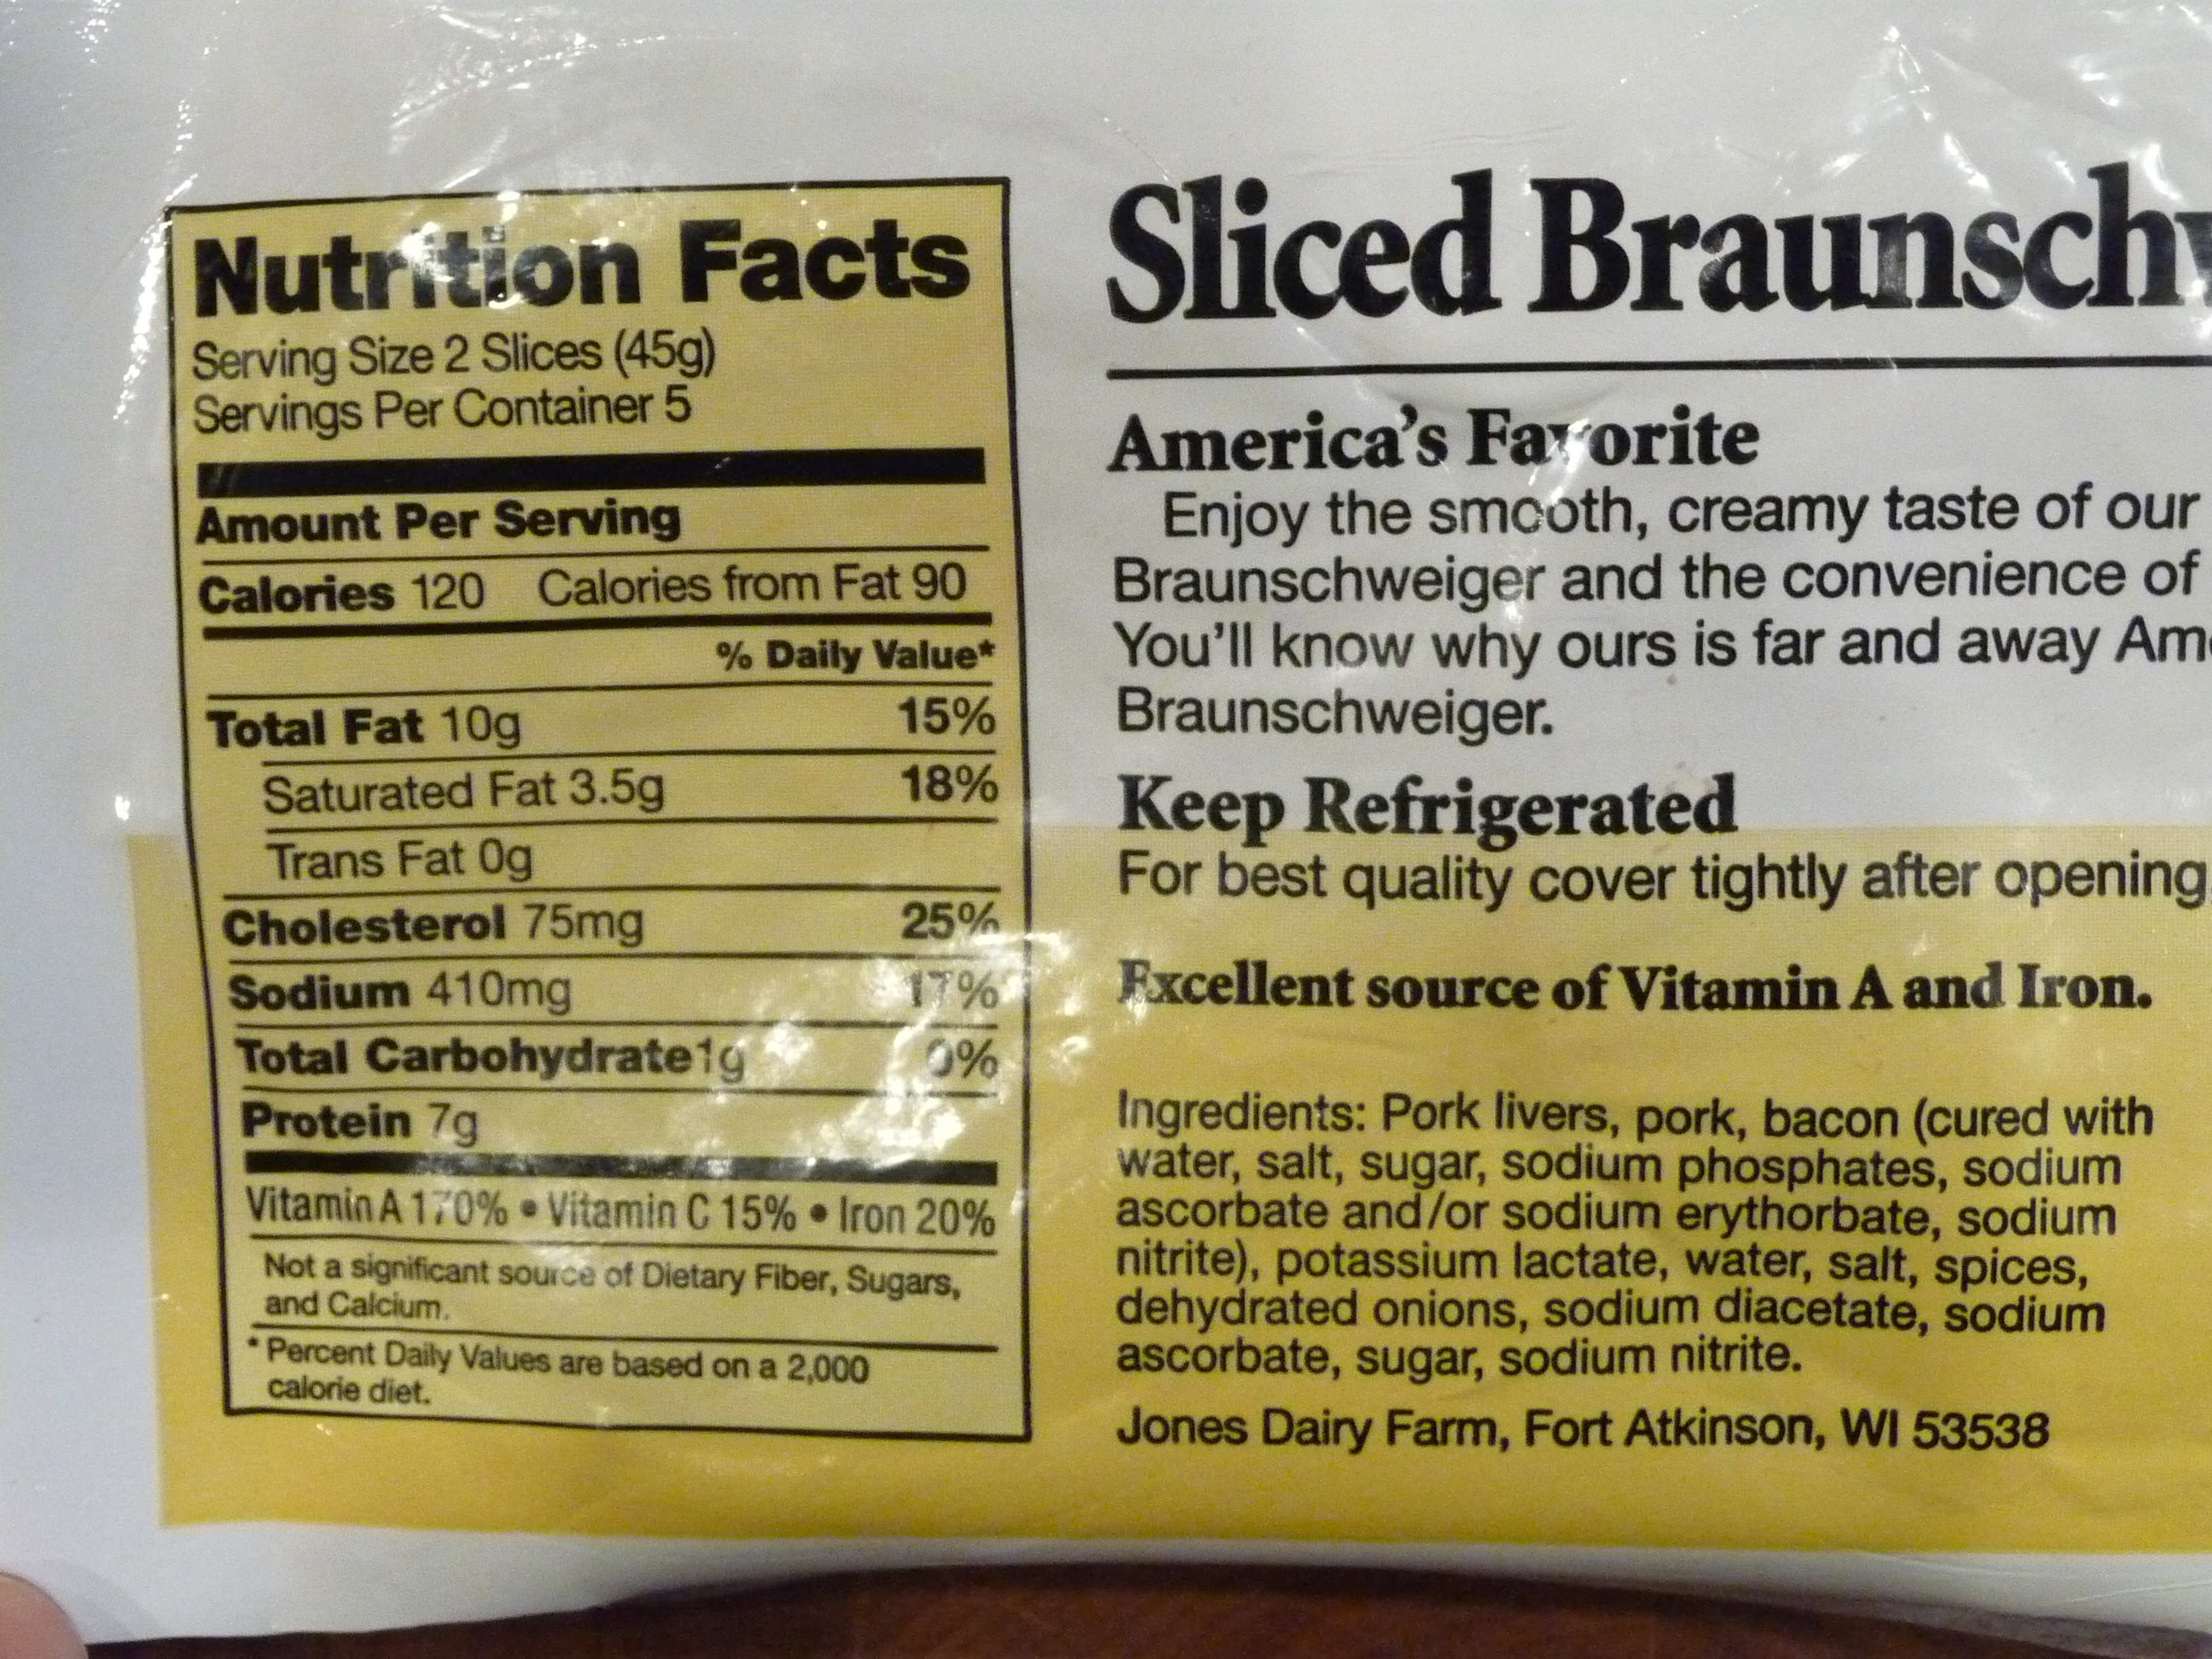 Nutrition Facts
Serving Size 2 Slices (45g)
Servings Per Container 5
Amount Per Serving
Calories 120 Calories from Fat 90
% Daily Value*
Total Fat 10g 15%
Saturated Fat 3.5g 18%
Trans Fat 0g
Cholesterol 75mg 25%
Sodium 410mg 17%
Total Carbohydrate 1g 0%
Protein 7g
Vitamin A 170% • Vitamin C 15% • Iron 20%
Not a significant source of Dietary Fiber, Sugars,
and Calcium.
* Percent Daily Values are based on a 2,000
calorie diet.
Sliced Braunschw
America's Favorite
Enjoy the smooth, creamy taste of our
Braunschweiger and the convenience of
You'll know why ours is far and away Am
Braunschweiger.
Keep Refrigerated
For best quality cover tightly after opening.
Excellent source of Vitamin A and Iron.
Ingredients: Pork livers, pork, bacon (cured with
water, salt, sugar, sodium phosphates, sodium
ascorbate and/or sodium erythorbate, sodium
nitrite), potassium lactate, water, salt, spices,
dehydrated onions, sodium diacetate, sodium
ascorbate, sugar, sodium nitrite.
Jones Dairy Farm, Fort Atkinson, WI 53538